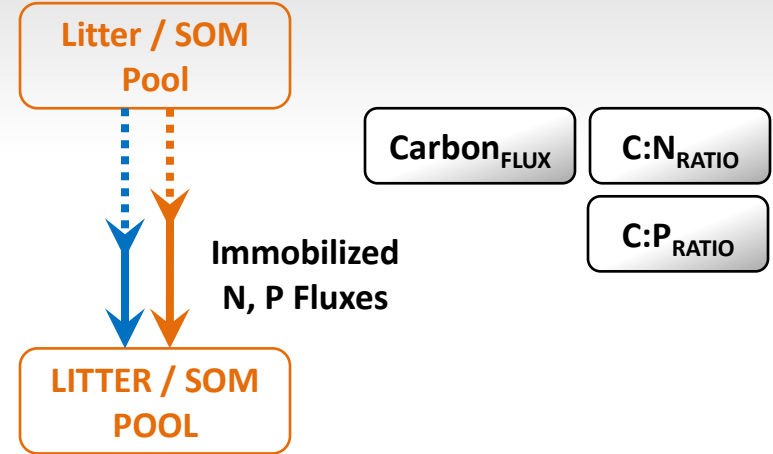 Litter / SOM
Pool
Carbon FLUX
C:N RATIO
C:P RATIO
Immobilized
N, P Fluxes
LITTER / SOM
POOL